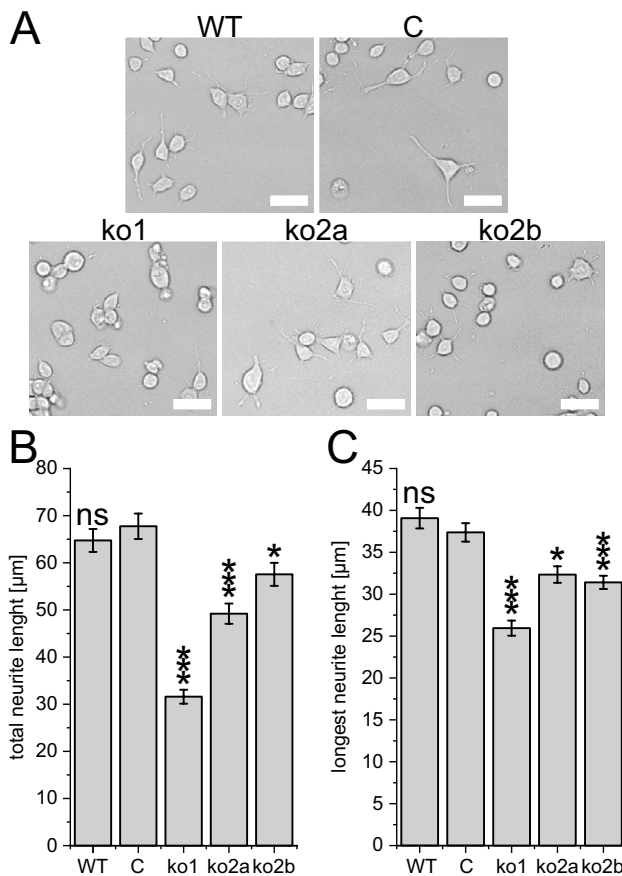 A
WT C
ko1 ko2a ko2b
B
total neurite lenght [µm]
80
70
60
50
40
30
20
10
0
ns
***
***
*
WT C ko1 ko2a ko2b
C
longest neurite lenght [µm]
45
40
35
30
25
20
15
10
5
0
ns
***
*
***
WT C ko1 ko2a ko2b